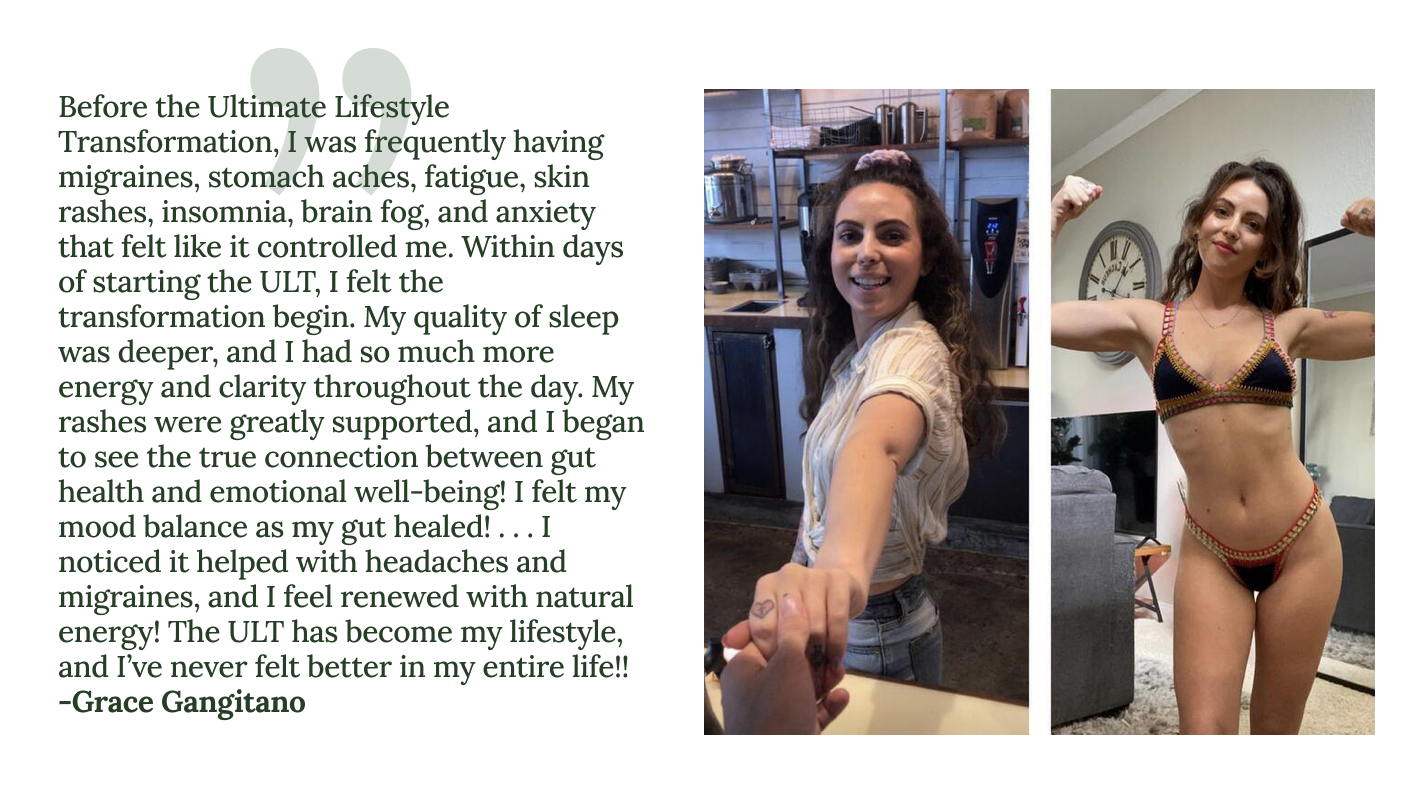 Before the Ultimate Lifestyle
Transformation, I was frequently having
migraines, stomach aches, fatigue, skin
rashes, insomnia, brain fog, and anxiety
that felt like it controlled me. Within days
of starting the ULT, I felt the
transformation begin. My quality of sleep
was deeper, and I had so much more
energy and clarity throughout the day. My
rashes were greatly supported, and I began
to see the true connection between gut
health and emotional well-being! I felt my
mood balance as my gut healed! . . . I
noticed it helped with headaches and
migraines, and I feel renewed with natural
energy! The ULT has become my lifestyle,
and I’ve never felt better in my entire life!!
-Grace Gangitano